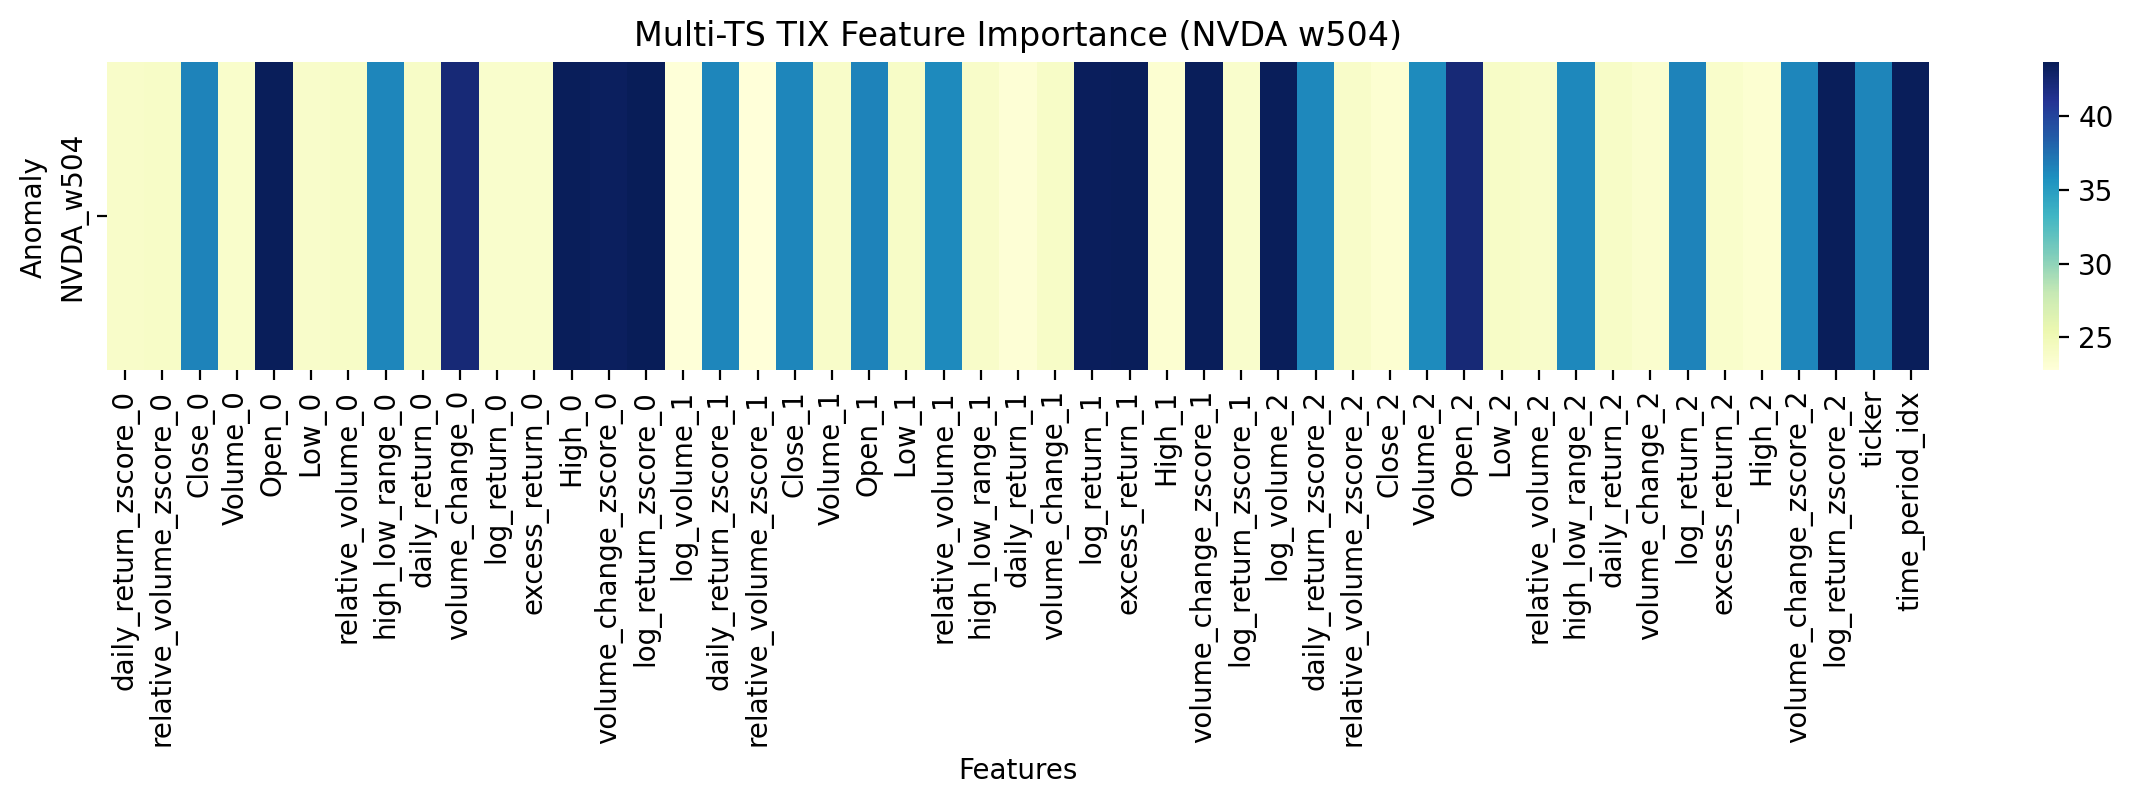 Multi-TS TIX Feature Importance (NVDA w504)
Anomaly
NVDA_w504
40
35
30
25
daily_return_zscore_0
relative_volume_zscore_0
Close_0
Volume_0
Open_0
Low_0
relative_volume_0
high_low_range_0
daily_return_0
volume_change_0
log_return_0
excess_return_0
High_0
volume_change_zscore_0
log_return_zscore_0
log_volume_1
daily_return_zscore_1
relative_volume_zscore_1
Close_1
Volume_1
Open_1
Low_1
relative_volume_1
high_low_range_1
daily_return_1
volume_change_1
log_return_1
excess_return_1
High_1
volume_change_zscore_1
log_return_zscore_1
log_volume_2
daily_return_zscore_2
relative_volume_zscore_2
Close_2
Volume_2
Open_2
Low_2
relative_volume_2
high_low_range_2
daily_return_2
volume_change_2
log_return_2
excess_return_2
High_2
volume_change_zscore_2
log_return_zscore_2
ticker
time_period_idx
Features